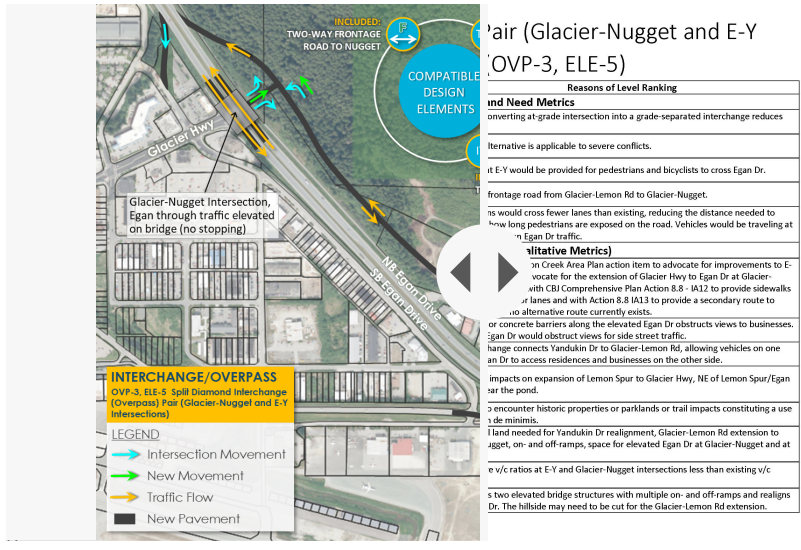 INCLUDED:
TWO-WAY FRONTAGE
ROAD TO NUGGET
F
COMPATIBLE
DESIGN
ELEMENTS
Glacier Hwy
Glacier-Nugget Intersection,
Egan through traffic elevated
on bridge (no stopping)
NB Egan Drive
SB Egan Drive
INTERCHANGE/OVERPASS
OVP-3, ELE-5 Split Diamond Interchange
(Overpass) Pair (Glacier-Nugget and E-Y
Intersections)
LEGEND
Intersection Movement
New Movement
Traffic Flow
New Pavement
Pair (Glacier-Nugget and E-Y
(OVP-3, ELE-5)
Reasons of Level Ranking
and Need Metrics
onverting at-grade intersection into a grade-separated interchange reduces
lternative is applicable to severe conflicts.
at E-Y would be provided for pedestrians and bicyclists to cross Egan Dr.
frontage road from Glacier-Lemon Rd to Glacier-Nugget.
ns would cross fewer lanes than existing, reducing the distance needed to
how long pedestrians are exposed on the road. Vehicles would be traveling at
n Egan Dr traffic.
alitative Metrics)
on Creek Area Plan action item to advocate for improvements to E-
vocate for the extension of Glacier Hwy to Egan Dr at Glacier-
with CBJ Comprehensive Plan Action 8.8 - IA12 to provide sidewalks
or lanes and with Action 8.8 IA13 to provide a secondary route to
no alternative route currently exists.
or concrete barriers along the elevated Egan Dr obstructs views to businesses.
Egan Dr would obstruct views for side street traffic.
hange connects Yandukin Dr to Glacier-Lemon Rd, allowing vehicles on one
an Dr to access residences and businesses on the other side.
impacts on expansion of Lemon Spur to Glacier Hwy, NE of Lemon Spur/Egan
ear the pond.
o encounter historic properties or parklands or trail impacts constituting a use
n de minimis.
l land needed for Yandukin Dr realignment, Glacier-Lemon Rd extension to
ugget, on- and off-ramps, space for elevated Egan Dr at Glacier-Nugget and at
e v/c ratios at E-Y and Glacier-Nugget intersections less than existing v/c
s two elevated bridge structures with multiple on- and off-ramps and realigns
Dr. The hillside may need to be cut for the Glacier-Lemon Rd extension.